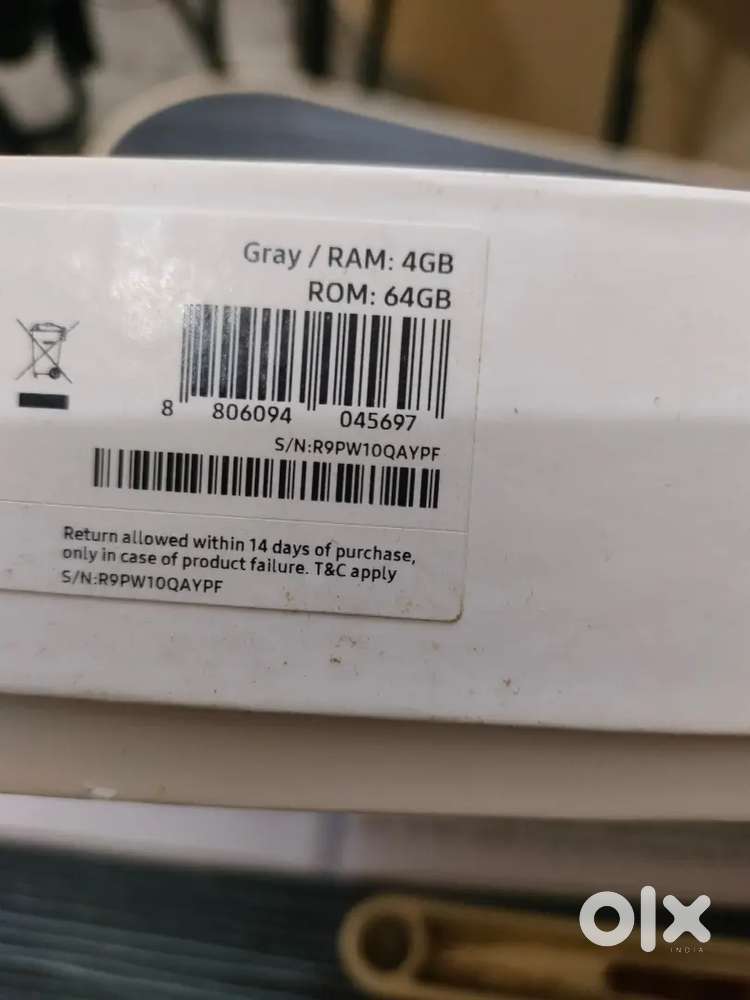 Gray / RAM: 4GB
ROM: 64GB
8 806094 045697
S/N:R9PW10QAYPF
Return allowed within 14 days of purchase,
only in case of product failure. T&C apply
S/N:R9PW10QAYPF
olx
INDIA